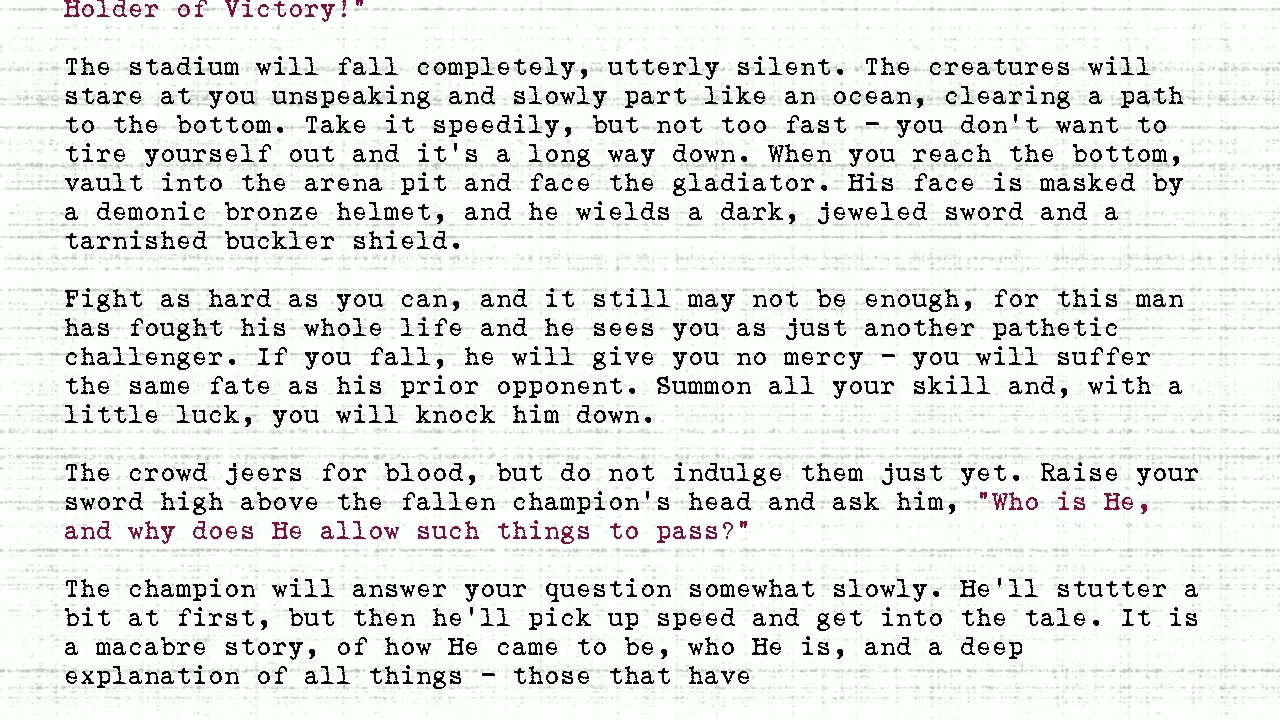 Holder of Victory!"
The stadium will fall completely, utterly silent. The creatures will
stare at you unspeaking and slowly part like an ocean, clearing a path
to the bottom. Take it speedily, but not too fast – you don't want to
tire yourself out and it's a long way down. When you reach the bottom,
vault into the arena pit and face the gladiator. His face is masked by
a demonic bronze helmet, and he wields a dark, jeweled sword and a
tarnished buckler shield.
Fight as hard as you can, and it still may not be enough, for this man
has fought his whole life and he sees you as just another pathetic
challenger. If you fall, he will give you no mercy – you will suffer
the same fate as his prior opponent. Summon all your skill and, with a
little luck, you will knock him down.
The crowd jeers for blood, but do not indulge them just yet. Raise your
sword high above the fallen champion's head and ask him, "Who is He,
and why does He allow such things to pass?"
The champion will answer your question somewhat slowly. He'll stutter a
bit at first, but then he'll pick up speed and get into the tale. It is
a macabre story, of how He came to be, who He is, and a deep
explanation of all things – those that have